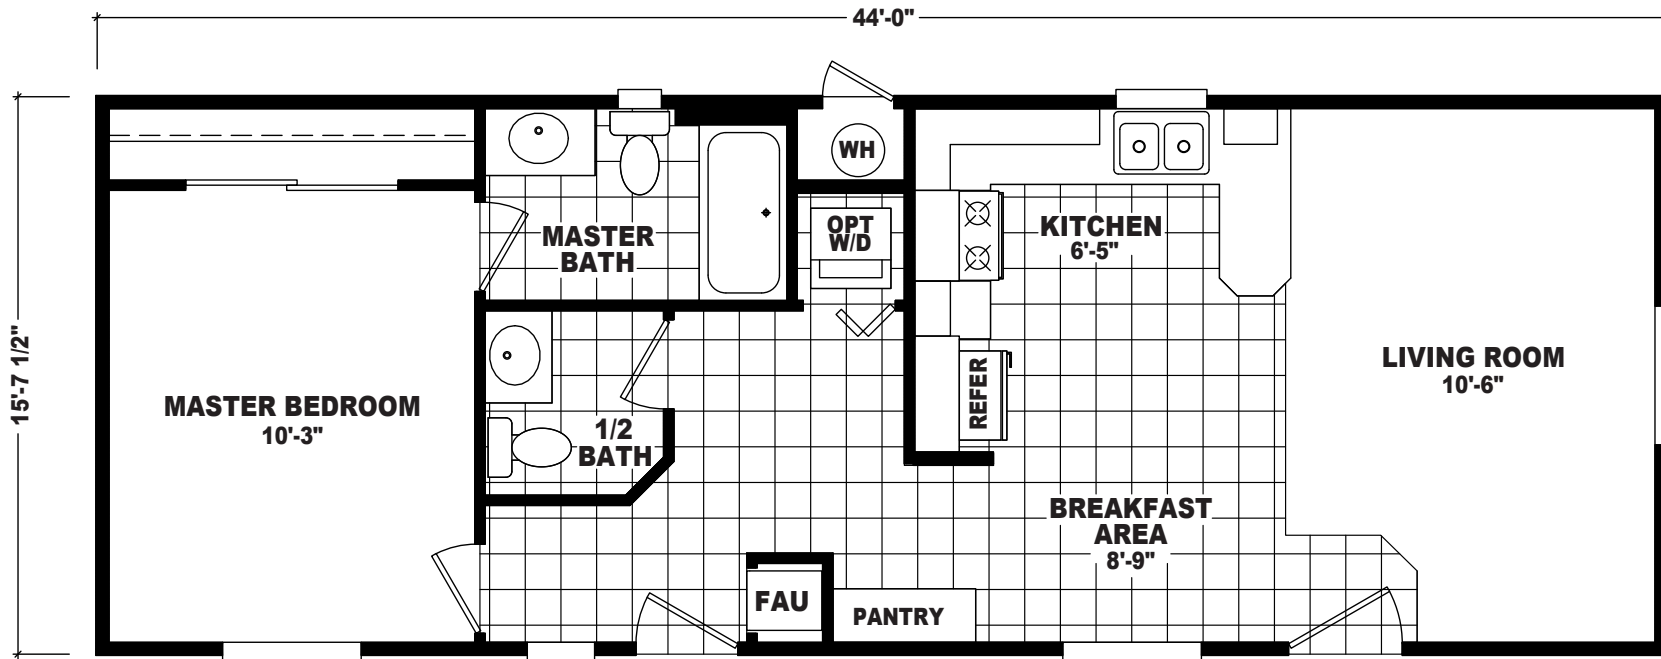 44'-0"
15'-7 1/2"
WH
OPT
W/D
KITCHEN
6'-5"
MASTER
BATH
REFER
LIVING ROOM
10'-6"
MASTER BEDROOM
10'-3"
1/2
BATH
BREAKFAST
AREA
8'-9"
FAU
PANTRY